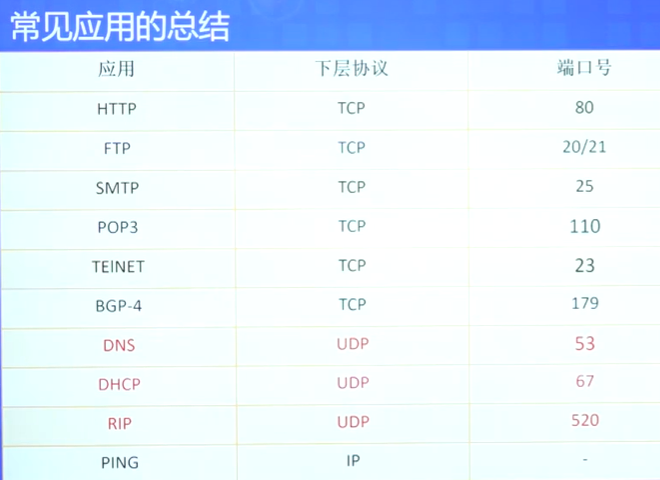 常见应用的总结
应用 下层协议 端口号
HTTP TCP 80
FTP TCP 20/21
SMTP TCP 25
POP3 TCP 110
TEINET TCP 23
BGP-4 TCP 179
DNS UDP 53
DHCP UDP 67
RIP UDP 520
PING IP -